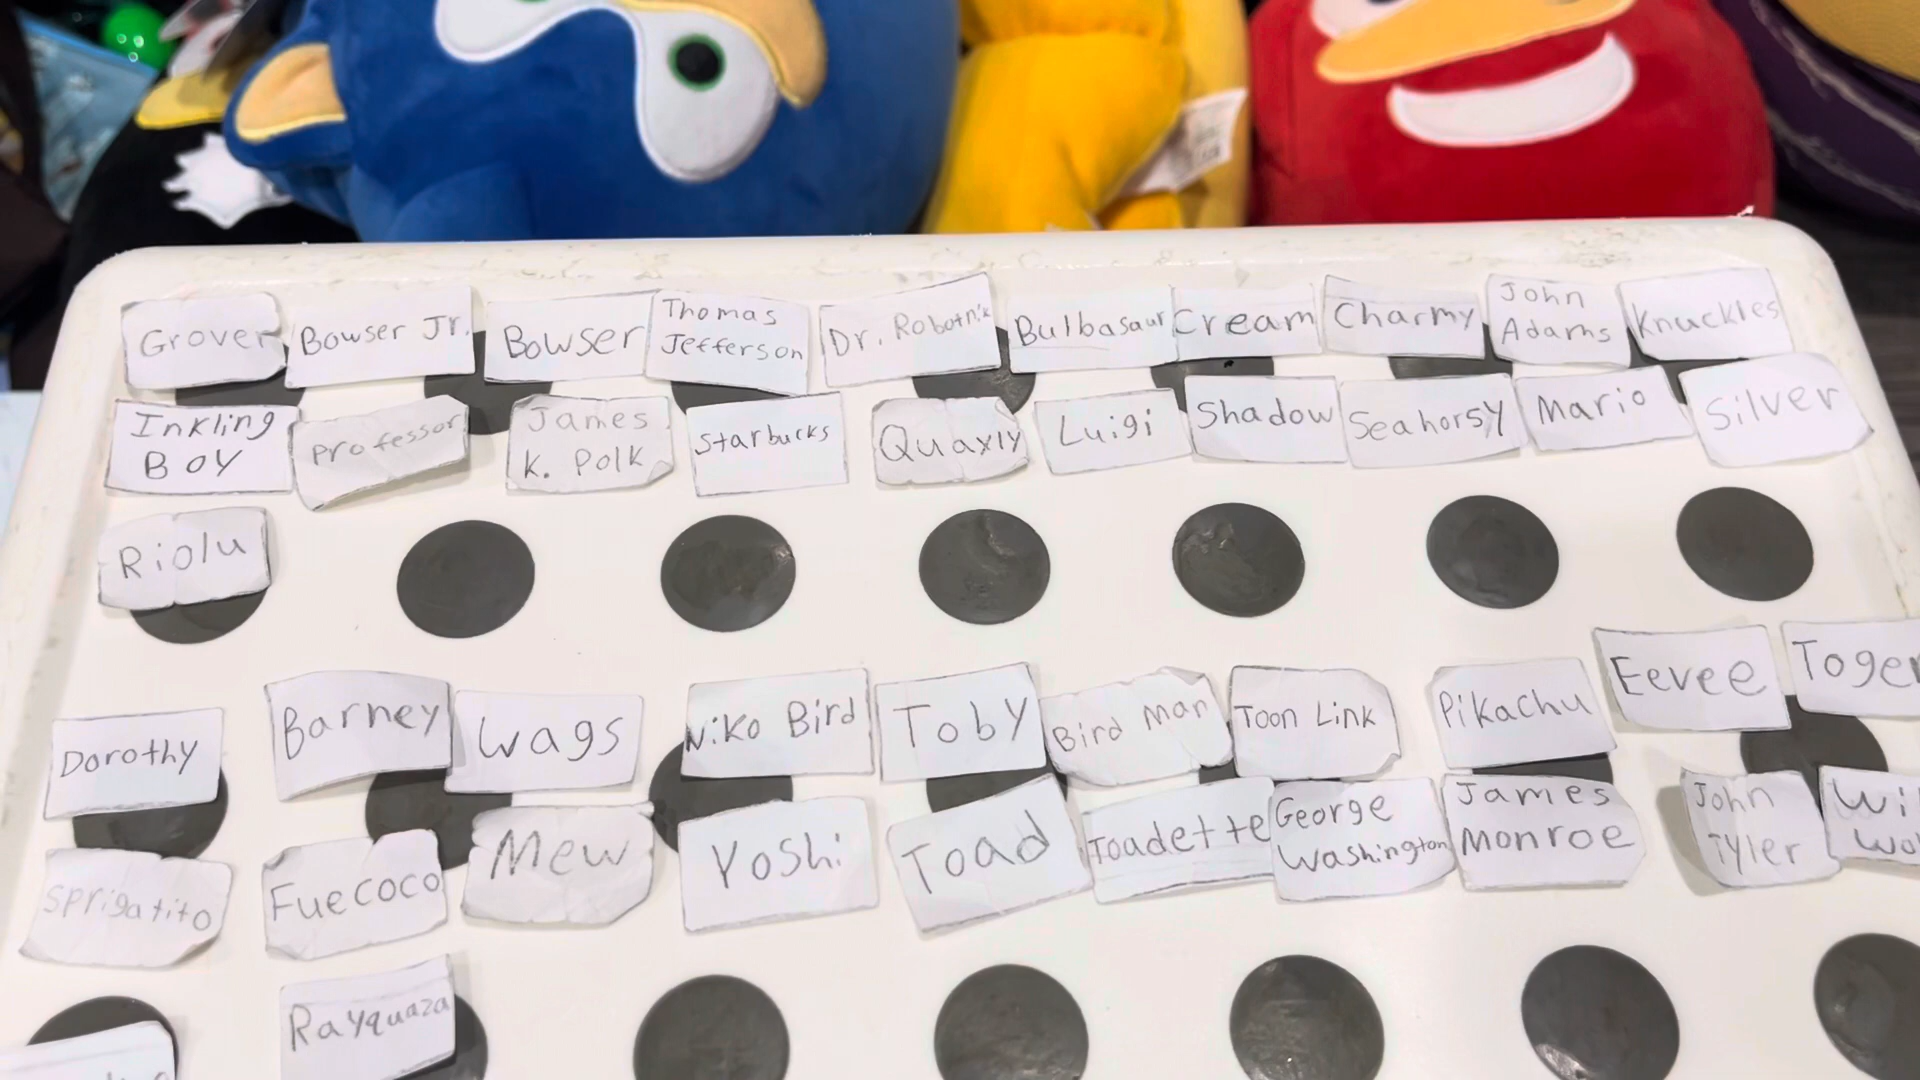 Grover
Bowser Jr.
Bowser
Thomas
Jefferson
Dr. Robotnik
Bulbasaur
Cream
Charmy
John
Adams
Knuckles
Inkling
Boy
Professor
James
K. Polk
Starbucks
Quaxly
Luigi
Shadow
Seahorsy
Mario
Silver
Riolu
Dorothy
Barney
Wags
Niko Bird
Toby
Bird Man
Toon Link
Pikachu
Eevee
Sprigatito
Fuecoco
Mew
Yoshi
Toad
Toadette
George
Washington
James
Monroe
John
Tyler
Rayquaza